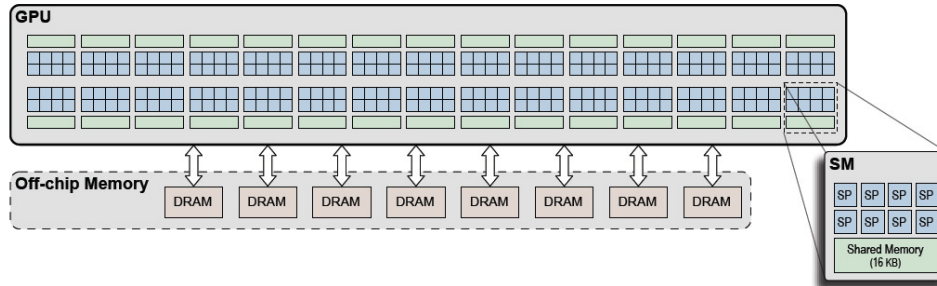 GPU
Off-chip Memory
DRAM DRAM DRAM DRAM DRAM DRAM DRAM DRAM
SM
SP SP SP SP
SP SP SP SP
Shared Memory
(16 KB)